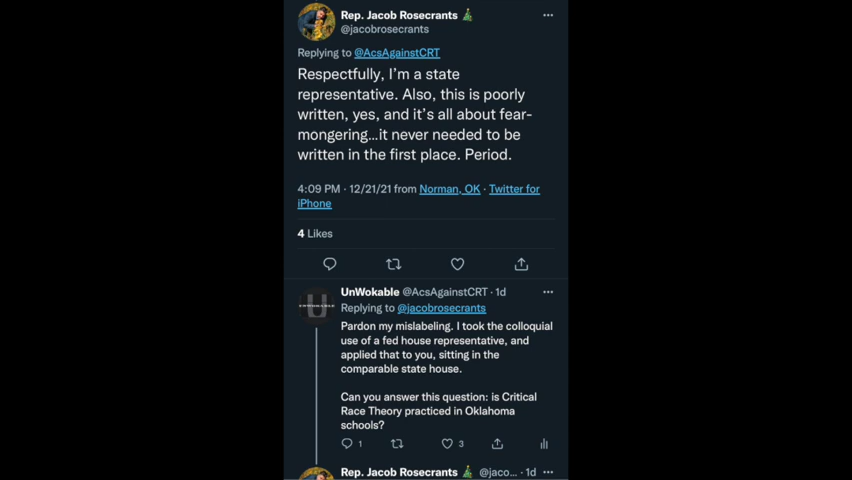 Rep. Jacob Rosecrants 🎄
@jacobrosecrants
Replying to @AcsAgainstCRT
Respectfully, I'm a state
representative. Also, this is poorly
written, yes, and it's all about fear-
mongering...it never needed to be
written in the first place. Period.
4:09 PM · 12/21/21 from Norman, OK · Twitter for
iPhone
4 Likes
UnWokable @AcsAgainstCRT · 1d
Replying to @jacobrosecrants
Pardon my mislabeling. I took the colloquial
use of a fed house representative, and
applied that to you, sitting in the
comparable state house.
Can you answer this question: is Critical
Race Theory practiced in Oklahoma
schools?
1 3
Rep. Jacob Rosecrants 🎄 @jaco... · 1d